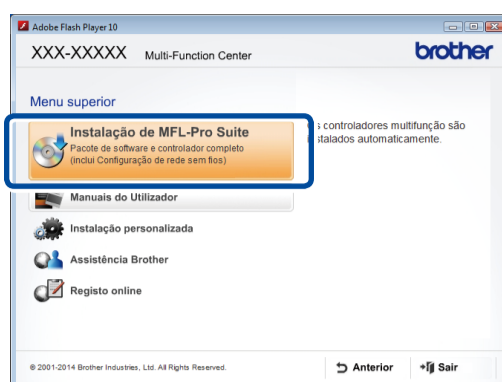 Adobe Flash Player 10
XXX-XXXXX Multi-Function Center
brother
Menu superior
Instalação de MFL-Pro Suite
Pacote de software e controlador completo
(inclui Configuração de rede sem fios)
controladores multifunção são
automaticamente.
Manuais do Utilizador
Instalação personalizada
Assistência Brother
Registo online
© 2001-2014 Brother Industries, Ltd. All Rights Reserved.
Anterior
Sair